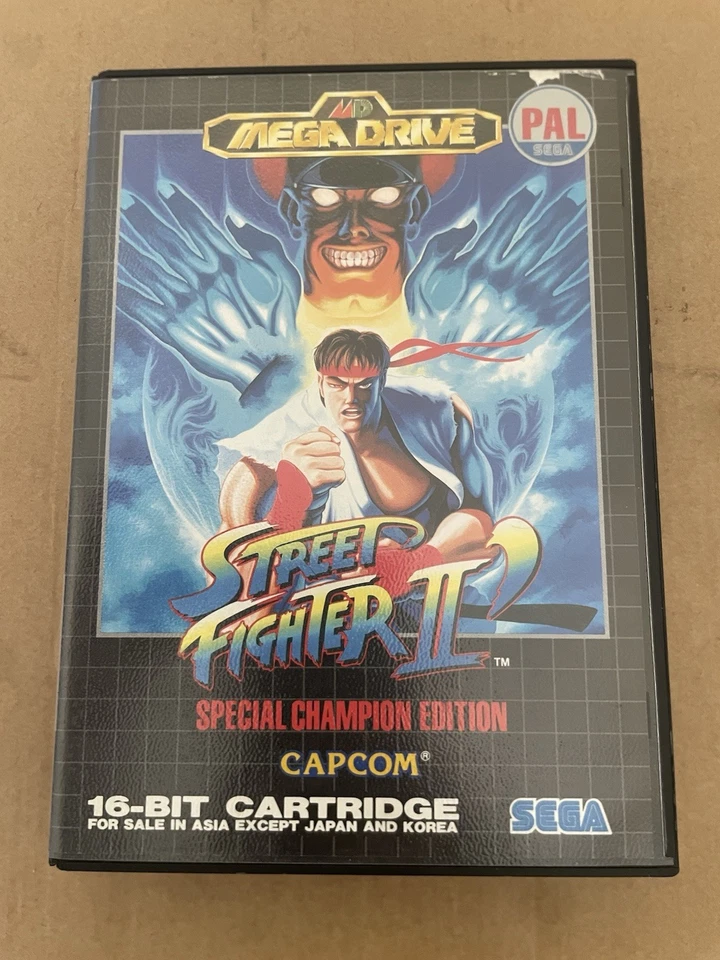 MD
MEGA DRIVE
PAL
SEGA
STREET
FIGHTER II'
TM
SPECIAL CHAMPION EDITION
CAPCOM®
16-BIT CARTRIDGE
FOR SALE IN ASIA EXCEPT JAPAN AND KOREA
SEGA